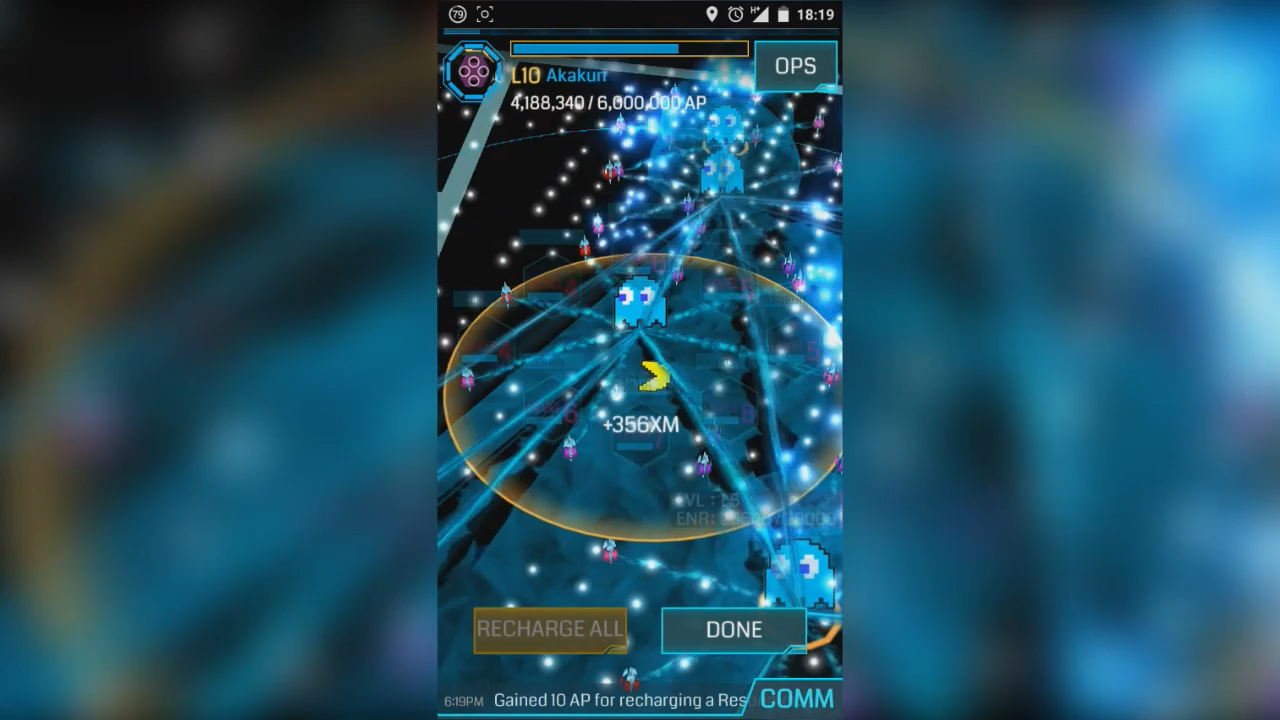 79
H+
18:19
L10 Akakun
OPS
4,188,340 / 6,000,000 AP
+356XM
RECHARGE ALL
DONE
6:19PM Gained 10 AP for recharging a Res
COMM